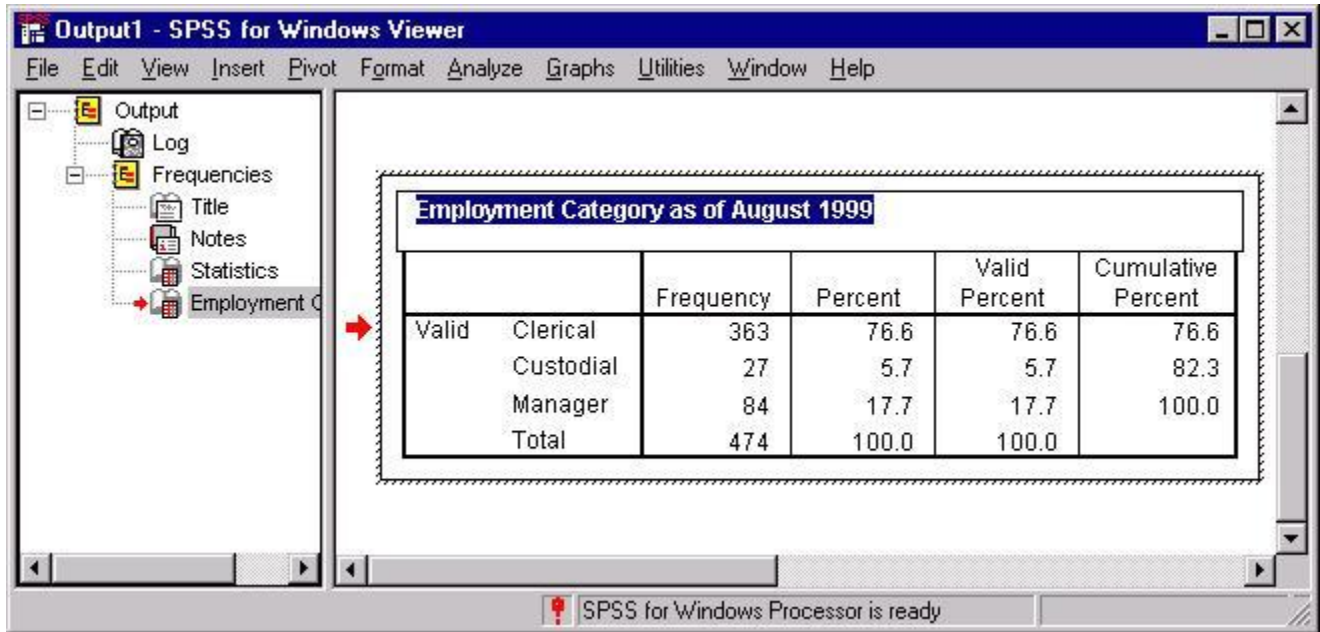 Output1 - SPSS for Windows Viewer
File Edit View Insert Pivot Format Analyze Graphs Utilities Window Help
Output
Log
Frequencies
Title
Notes
Statistics
Employment C
Employment Category as of August 1999
Frequency Percent Valid Percent Cumulative Percent
Valid Clerical 363 76.6 76.6 76.6
Custodial 27 5.7 5.7 82.3
Manager 84 17.7 17.7 100.0
Total 474 100.0 100.0
SPSS for Windows Processor is ready